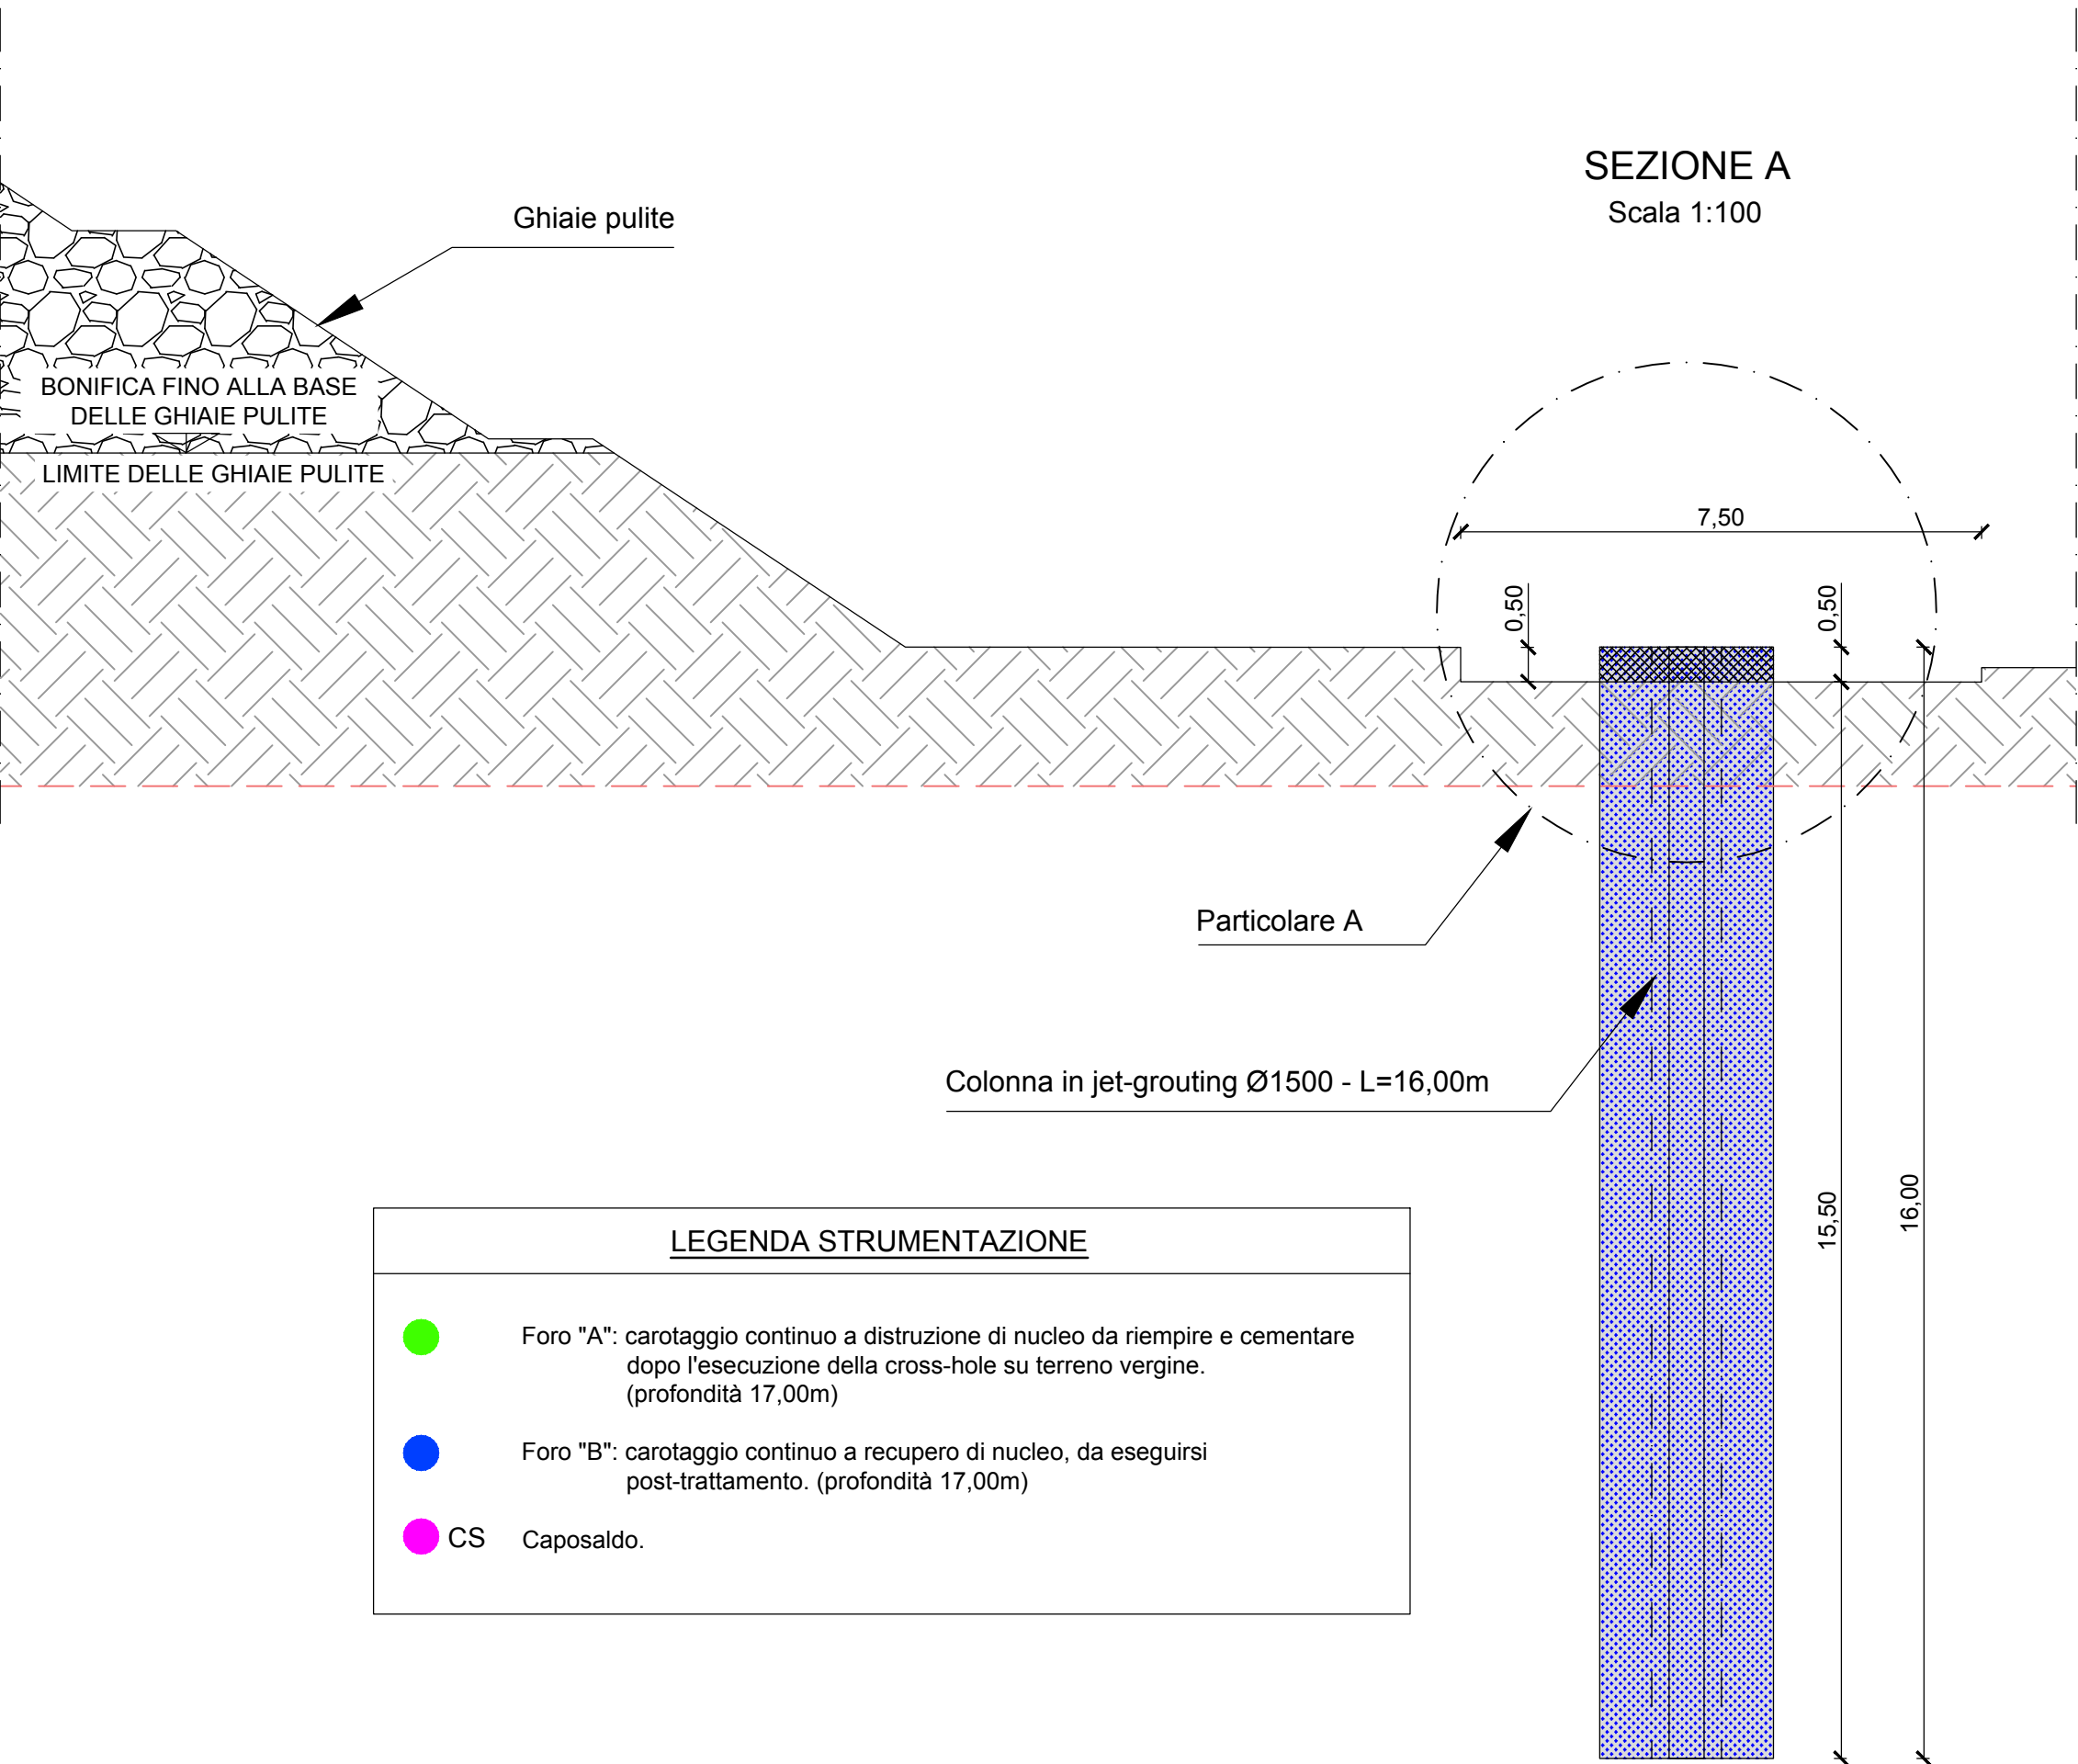 SEZIONE A
Scala 1:100
Ghiaie pulite
BONIFICA FINO ALLA BASE
DELLE GHIAIE PULITE
LIMITE DELLE GHIAIE PULITE
7,50
0,50
0,50
Particolare A
Colonna in jet-grouting Ø1500 - L=16,00m
15,50
16,00
LEGENDA STRUMENTAZIONE
Foro "A": carotaggio continuo a distruzione di nucleo da riempire e cementare
dopo l'esecuzione della cross-hole su terreno vergine.
(profondità 17,00m)
Foro "B": carotaggio continuo a recupero di nucleo, da eseguirsi
post-trattamento. (profondità 17,00m)
CS Caposaldo.